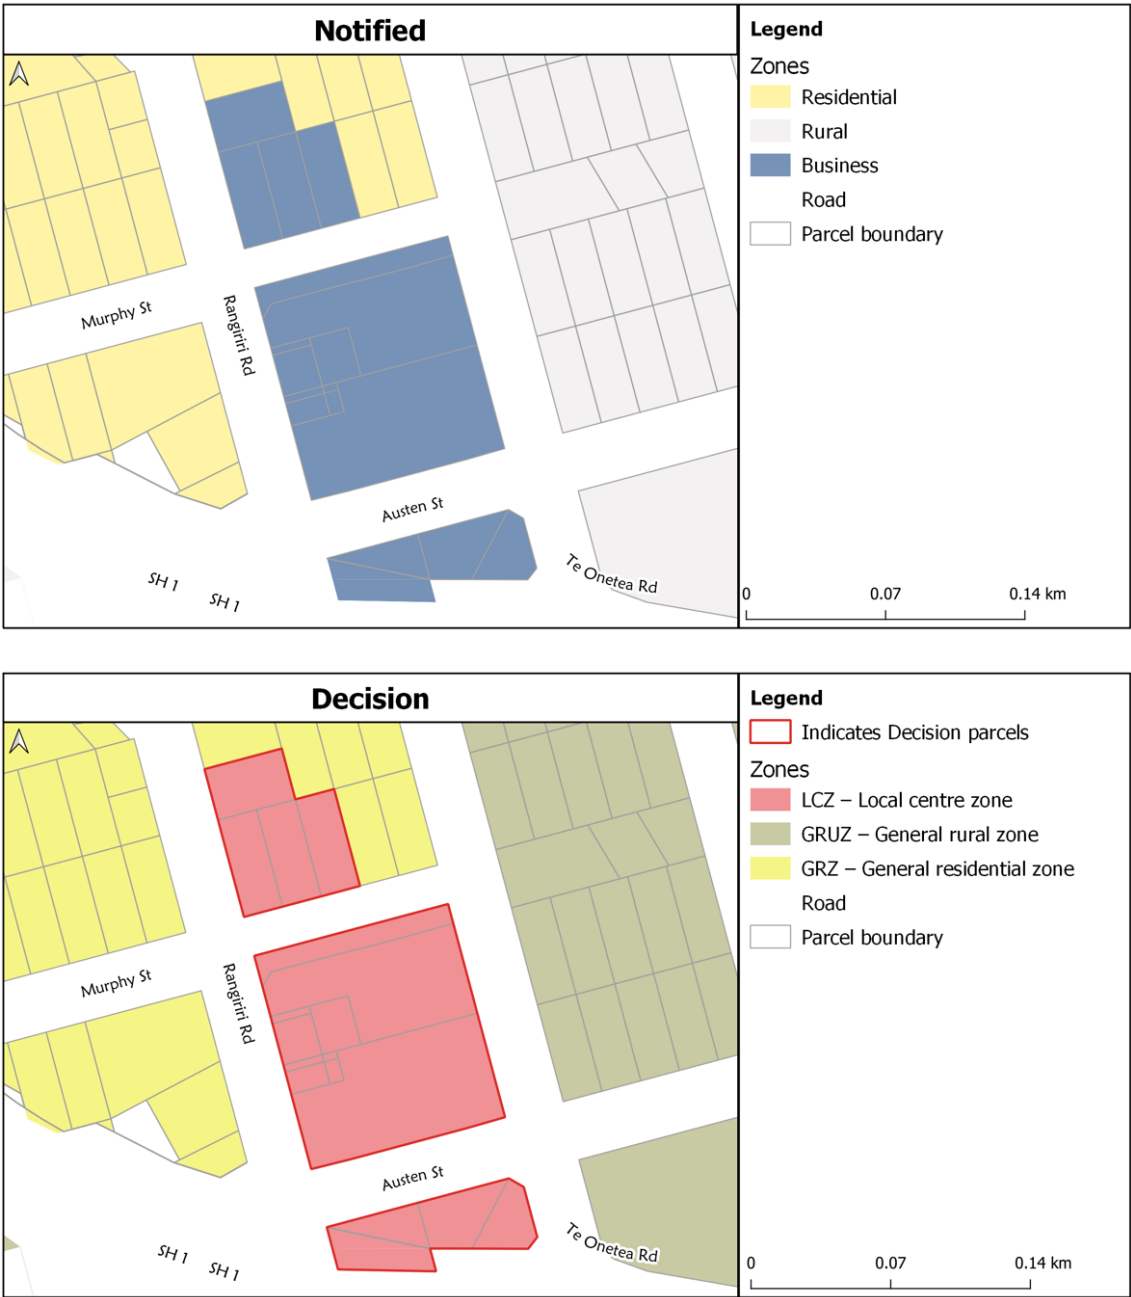 Notified
Legend
Zones
Residential
Rural
Business
Road
Parcel boundary
Murphy St
Rangiriri Rd
Austen St
Te Onetea Rd
SH 1
SH 1
0 0.07 0.14 km
Decision
Legend
Indicates Decision parcels
Zones
LCZ – Local centre zone
GRUZ – General rural zone
GRZ – General residential zone
Road
Parcel boundary
Murphy St
Rangiriri Rd
Austen St
Te Onetea Rd
SH 1
SH 1
0 0.07 0.14 km